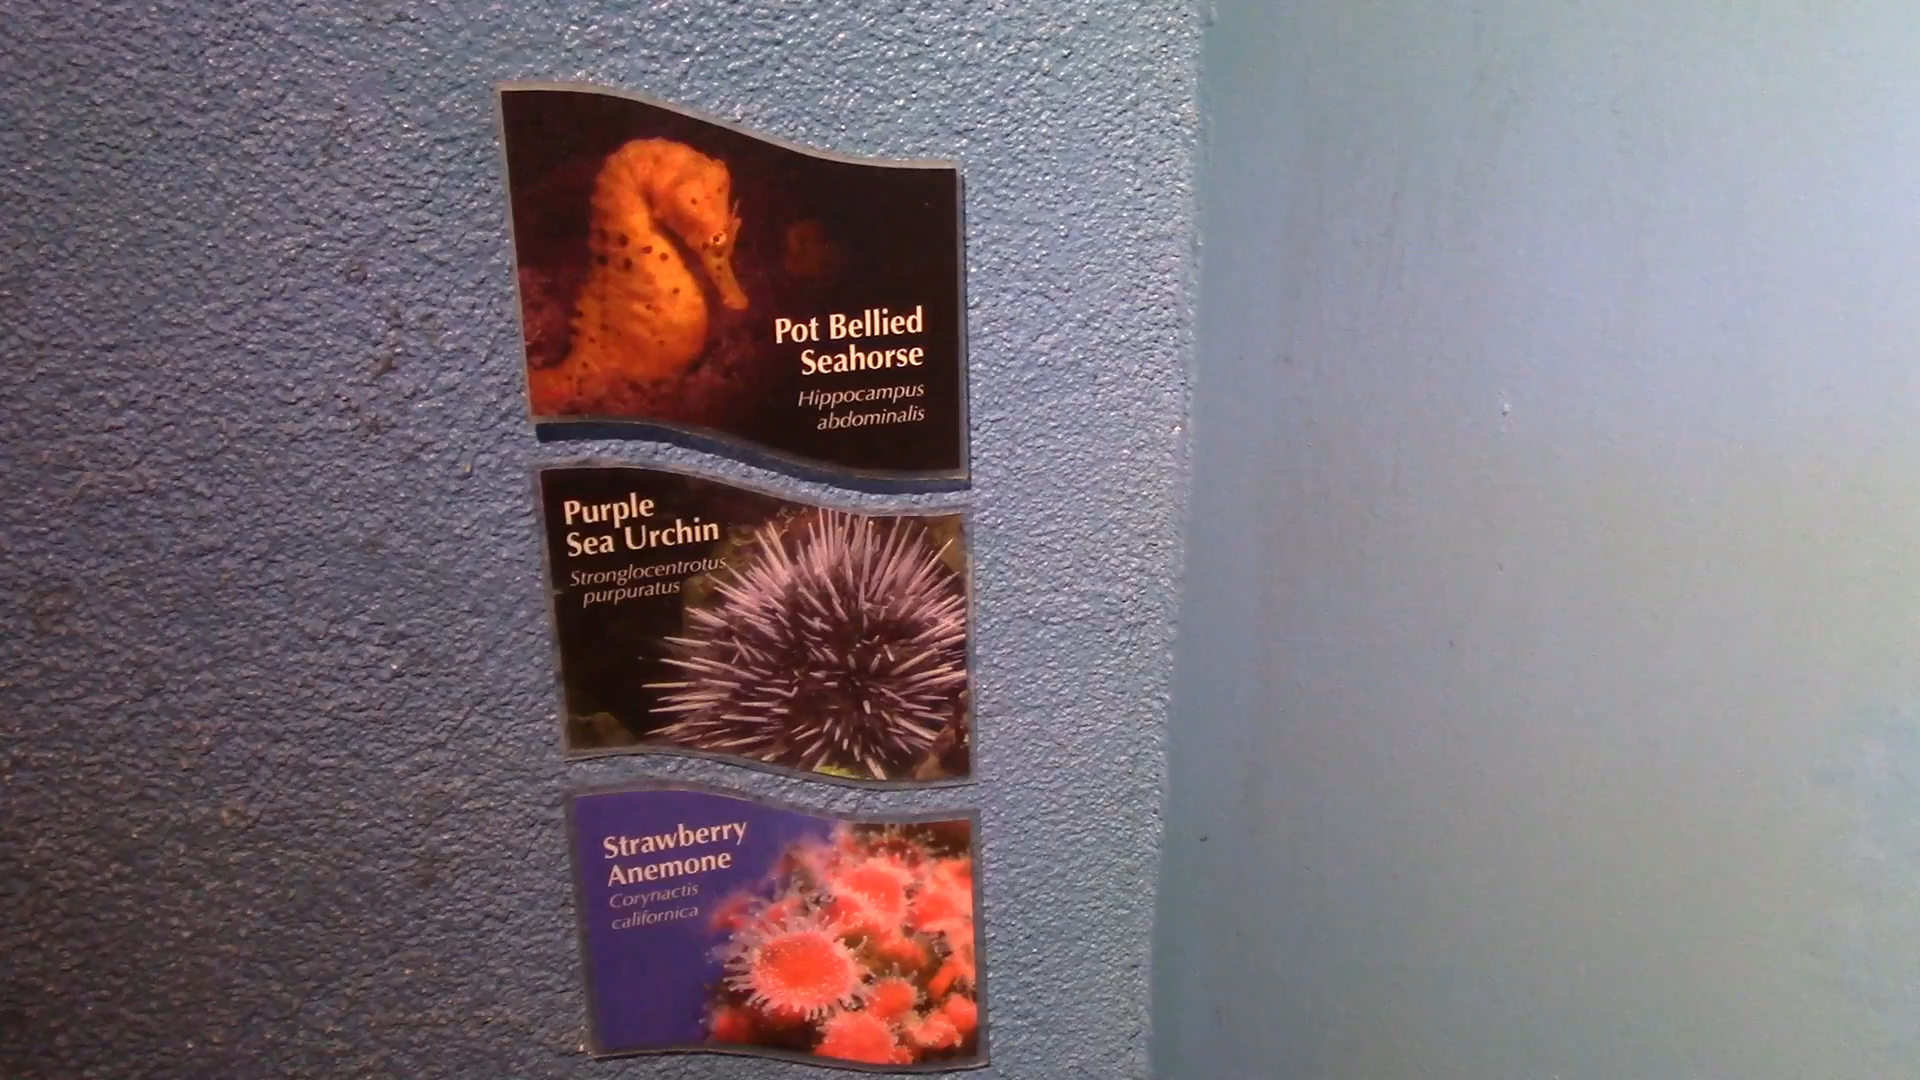 Pot Bellied
Seahorse
Hippocampus
abdominalis
Purple
Sea Urchin
Stronglocentrotus
purpuratus
Strawberry
Anemone
Corynactis
californica